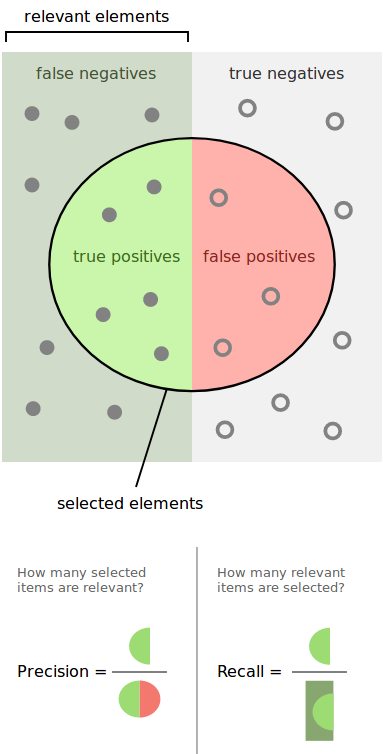 relevant elements
false negatives
true negatives
true positives
false positives
selected elements
How many selected
items are relevant?
How many relevant
items are selected?
Precision =
Recall =